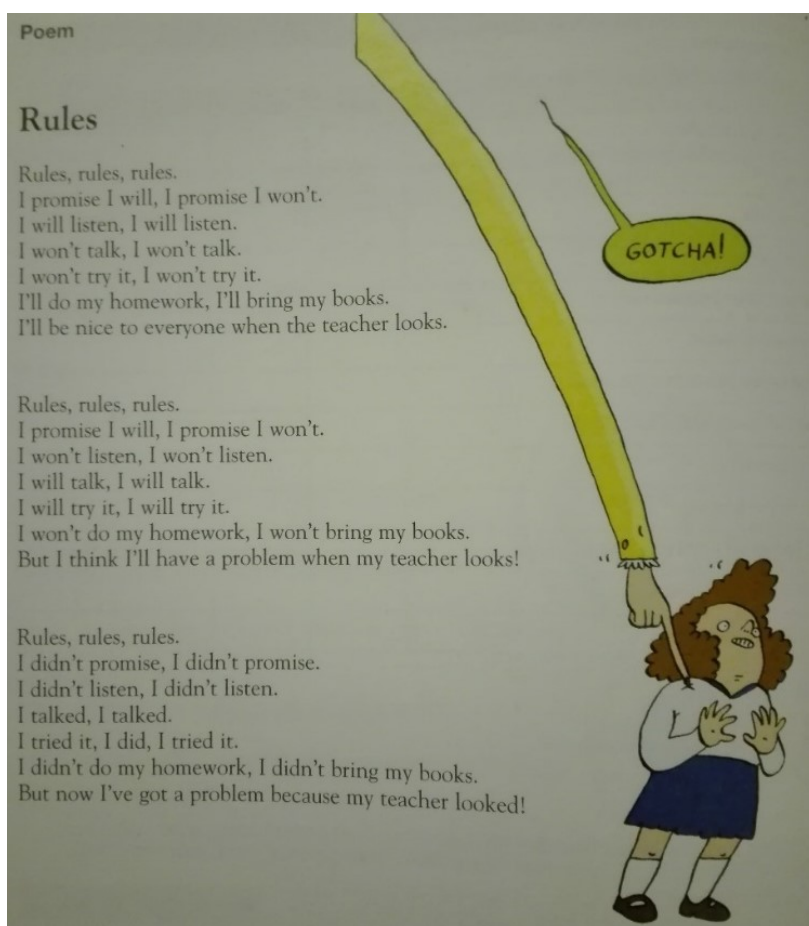 Poem
Rules
Rules, rules, rules.
I promise I will, I promise I won't.
I will listen, I will listen.
I won't talk, I won't talk.
I won't try it, I won't try it.
I'll do my homework, I'll bring my books.
I'll be nice to everyone when the teacher looks.
Rules, rules, rules.
I promise I will, I promise I won't.
I won't listen, I won't listen.
I will talk, I will talk.
I will try it, I will try it.
I won't do my homework, I won't bring my books.
But I think I'll have a problem when my teacher looks!
Rules, rules, rules.
I didn't promise, I didn't promise.
I didn't listen, I didn't listen.
I talked, I talked.
I tried it, I did, I tried it.
I didn't do my homework, I didn't bring my books.
But now I've got a problem because my teacher looked!
GOTCHA!